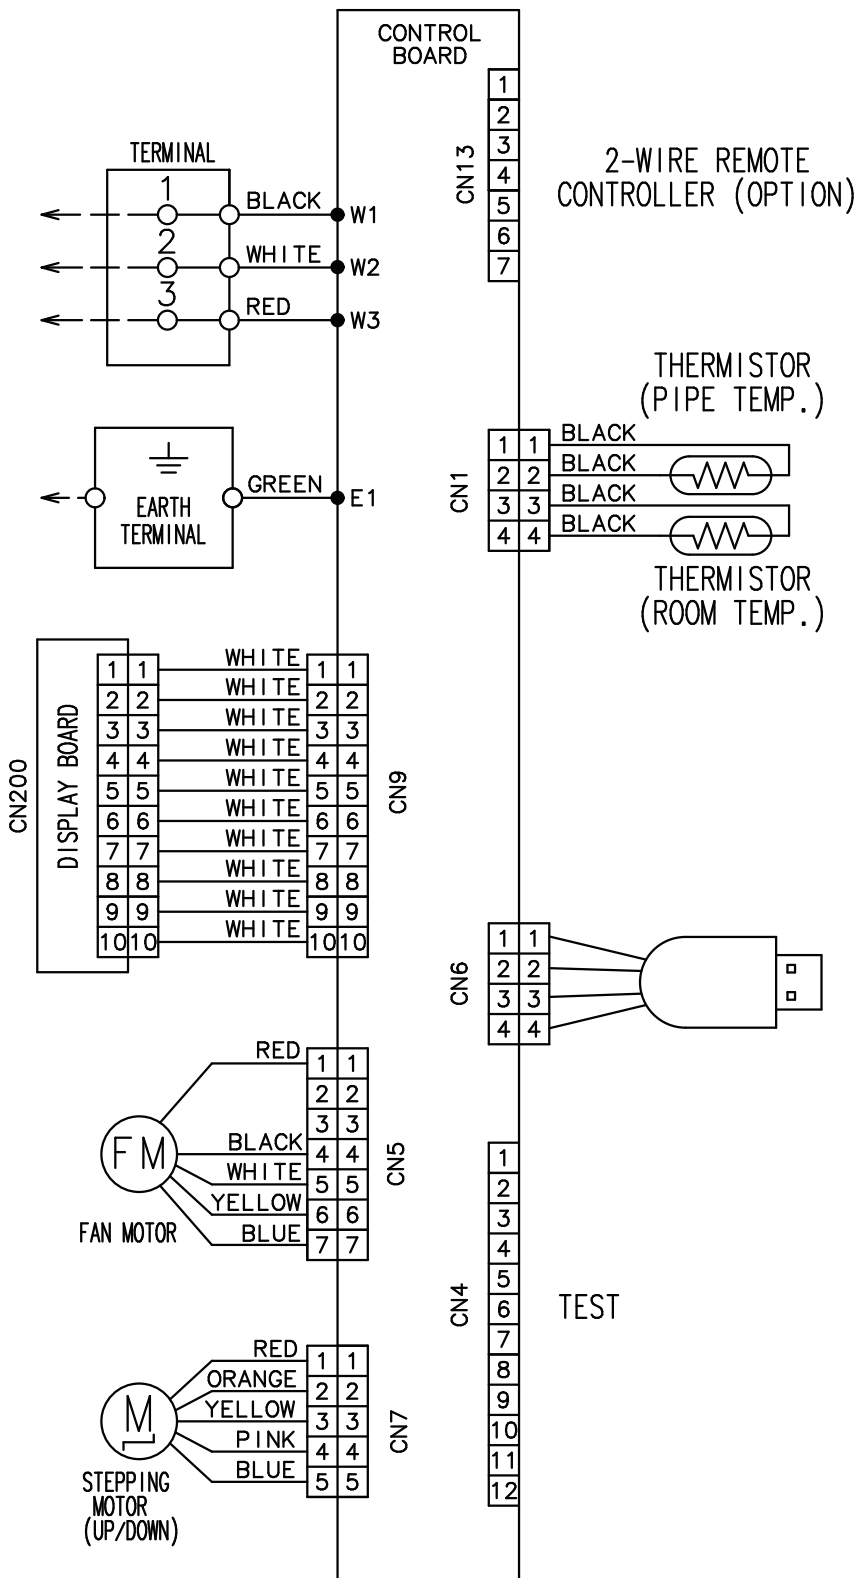 CONTROL
BOARD
CN13
1
2
3
4
5
6
7
2-WIRE REMOTE
CONTROLLER (OPTION)
TERMINAL
1
BLACK
W1
2
WHITE
W2
3
RED
W3
EARTH
TERMINAL
GREEN
E1
THERMISTOR
(PIPE TEMP.)
CN1
1 1 BLACK
2 2 BLACK
3 3 BLACK
4 4 BLACK
THERMISTOR
(ROOM TEMP.)
CN200
DISPLAY BOARD
1 1 WHITE 1 1
2 2 WHITE 2 2
3 3 WHITE 3 3
4 4 WHITE 4 4
5 5 WHITE 5 5
6 6 WHITE 6 6
7 7 WHITE 7 7
8 8 WHITE 8 8
9 9 WHITE 9 9
10 10 WHITE 10 10
CN9
CN6
1 1
2 2
3 3
4 4
FM
FAN MOTOR
RED 1 1
2 2
3 3
BLACK 4 4
WHITE 5 5
YELLOW 6 6
BLUE 7 7
CN5
CN4
1
2
3
4
5
6
7
8
9
10
11
12
TEST
M
STEPPING
MOTOR
(UP/DOWN)
RED 1 1
ORANGE 2 2
YELLOW 3 3
PINK 4 4
BLUE 5 5
CN7